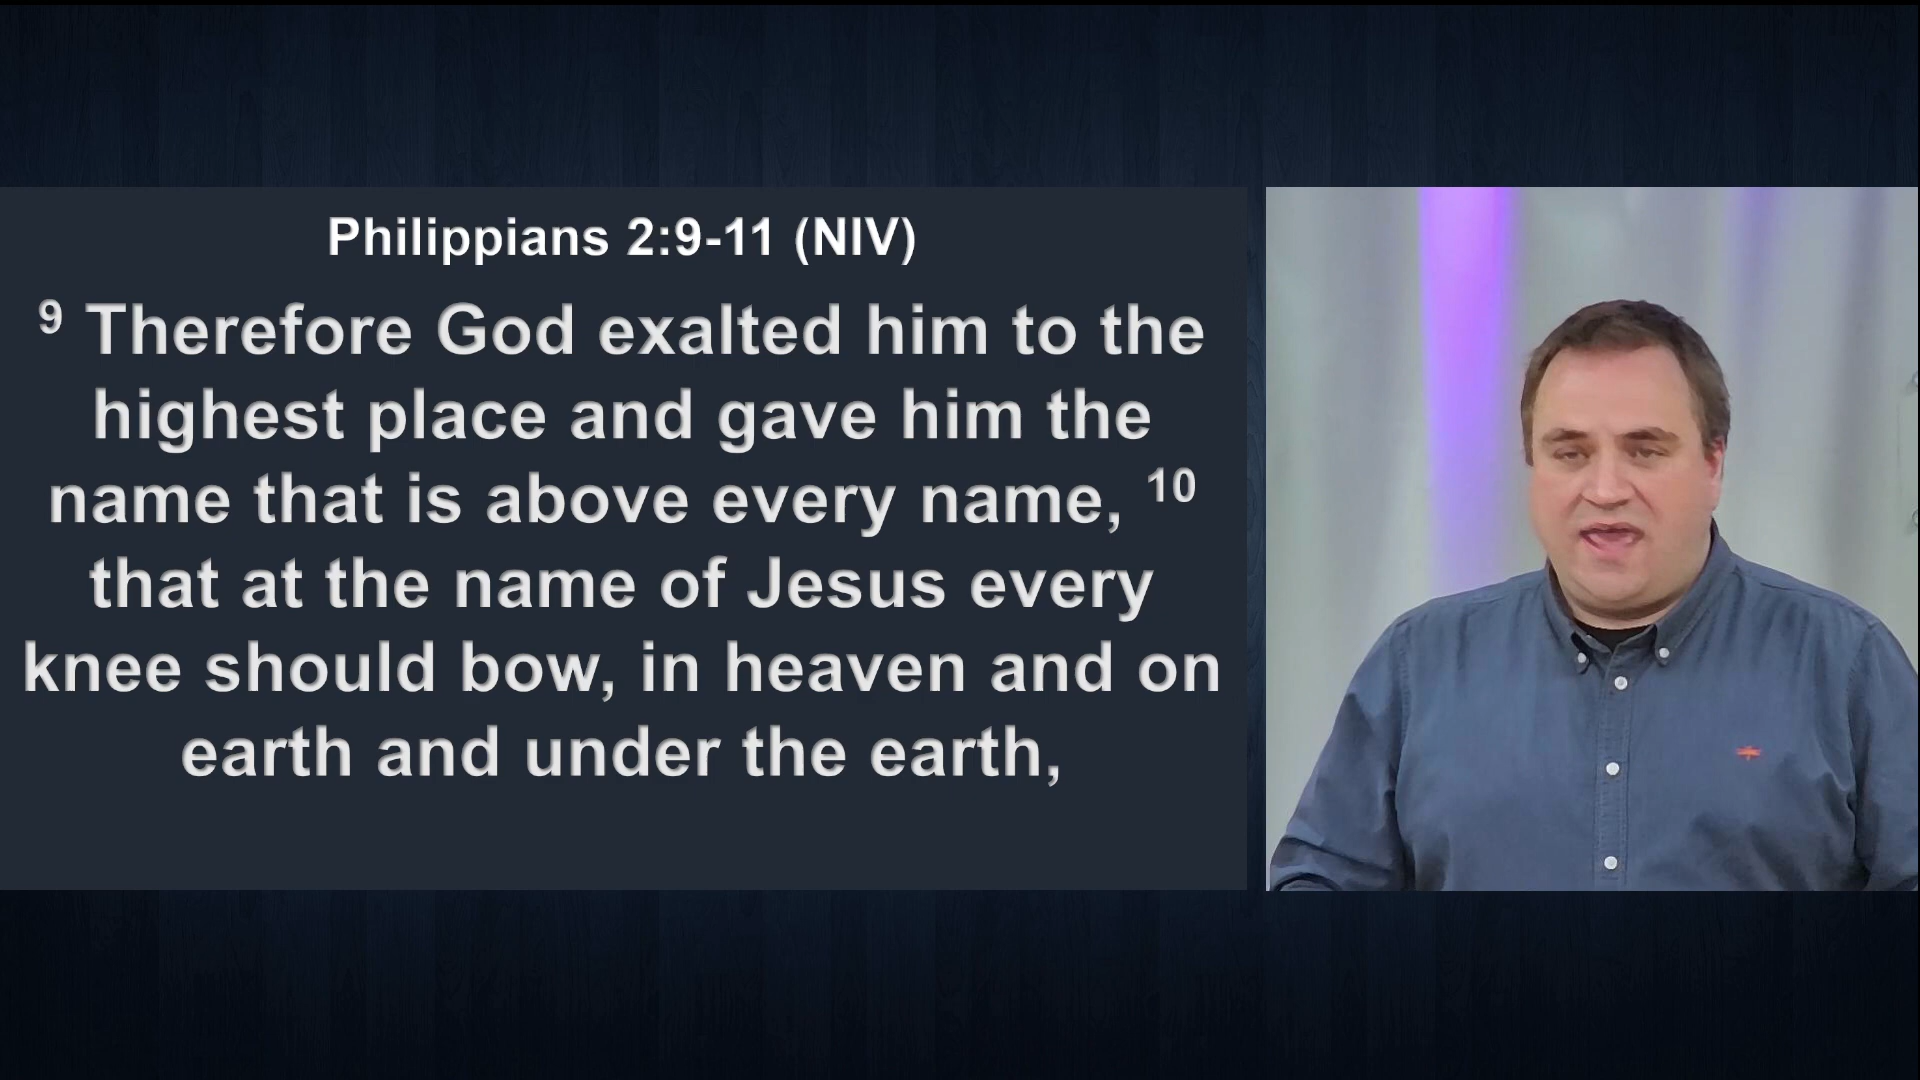 Philippians 2:9-11 (NIV)
9 Therefore God exalted him to the
highest place and gave him the
name that is above every name, 10
that at the name of Jesus every
knee should bow, in heaven and on
earth and under the earth,